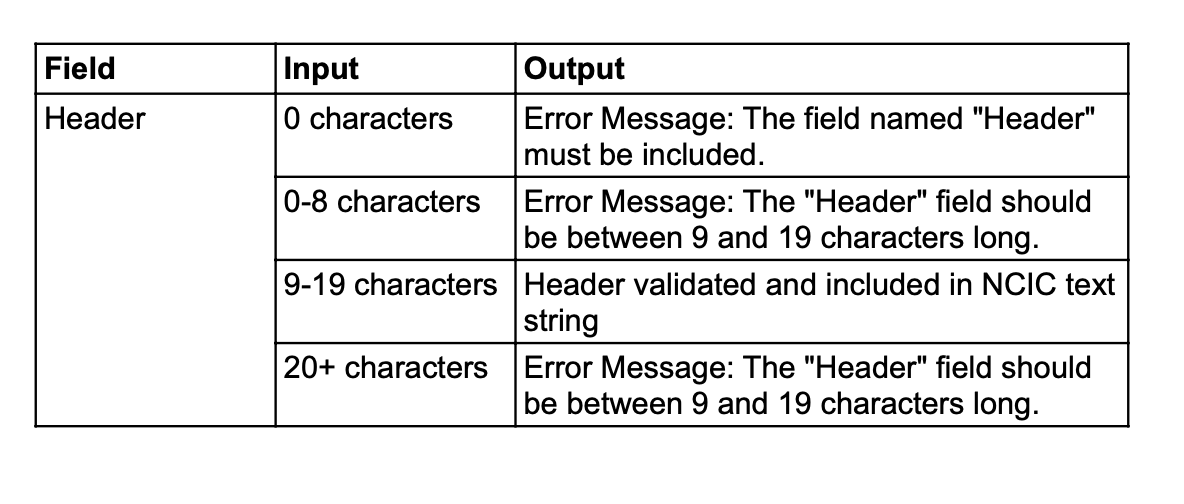 Field Input Output
Header 0 characters Error Message: The field named "Header"
must be included.
0-8 characters Error Message: The "Header" field should
be between 9 and 19 characters long.
9-19 characters Header validated and included in NCIC text
string
20+ characters Error Message: The "Header" field should
be between 9 and 19 characters long.